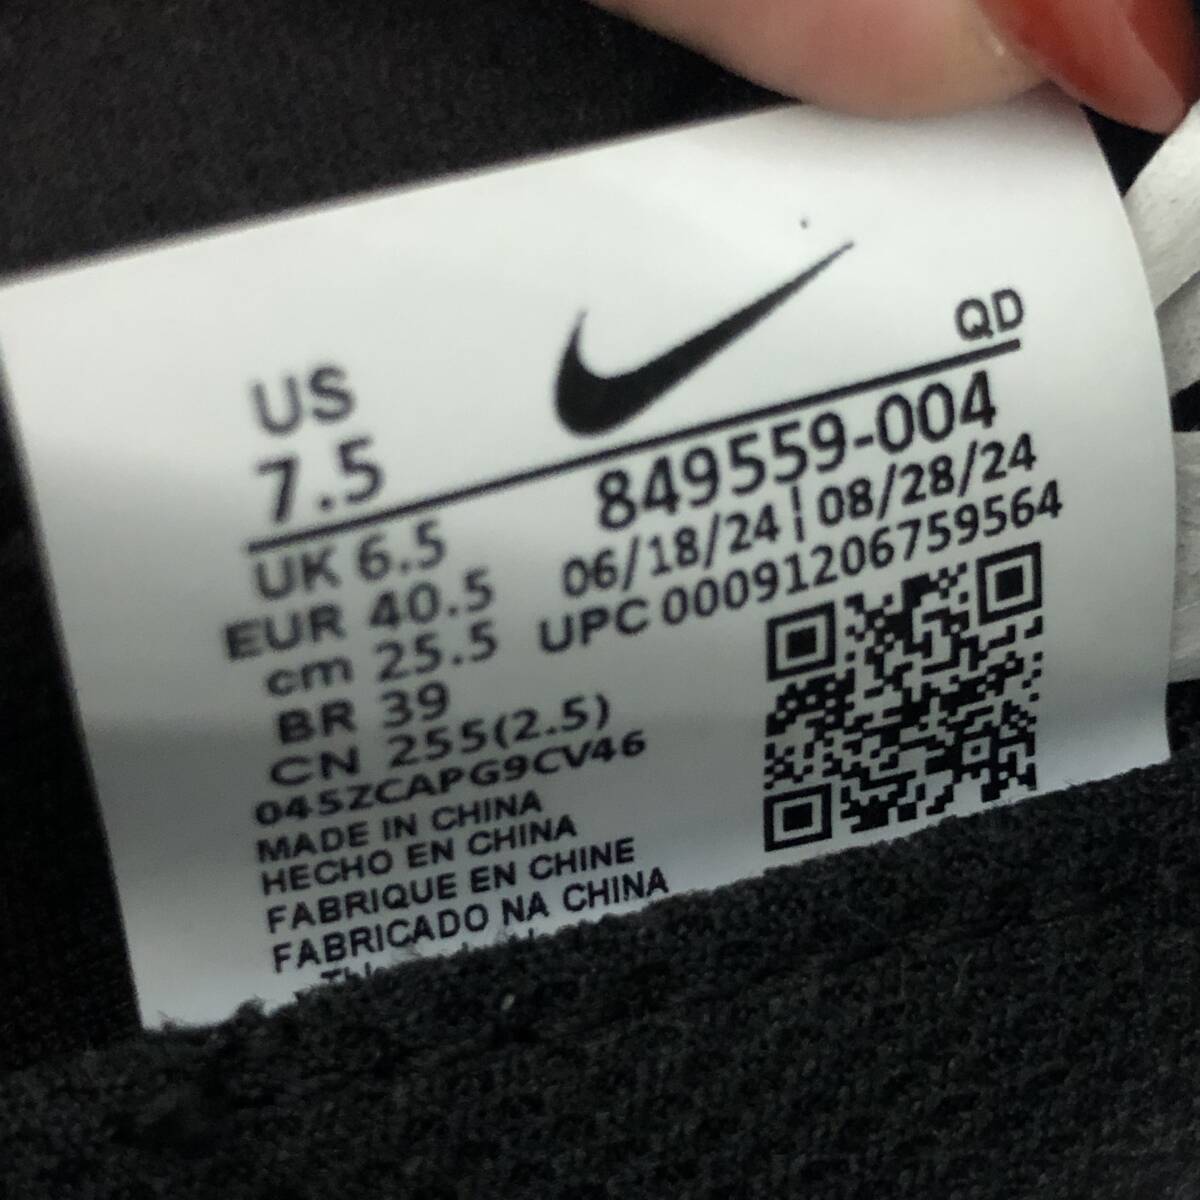 QD
US
7.5
849559-004
UK 6.5
06/18/24 | 08/28/24
EUR 40.5
UPC 00091206759564
cm 25.5
BR 39
CN 255(2.5)
045ZCAPG9CV46
MADE IN CHINA
HECHO EN CHINA
FABRIQUE EN CHINE
FABRICADO NA CHINA